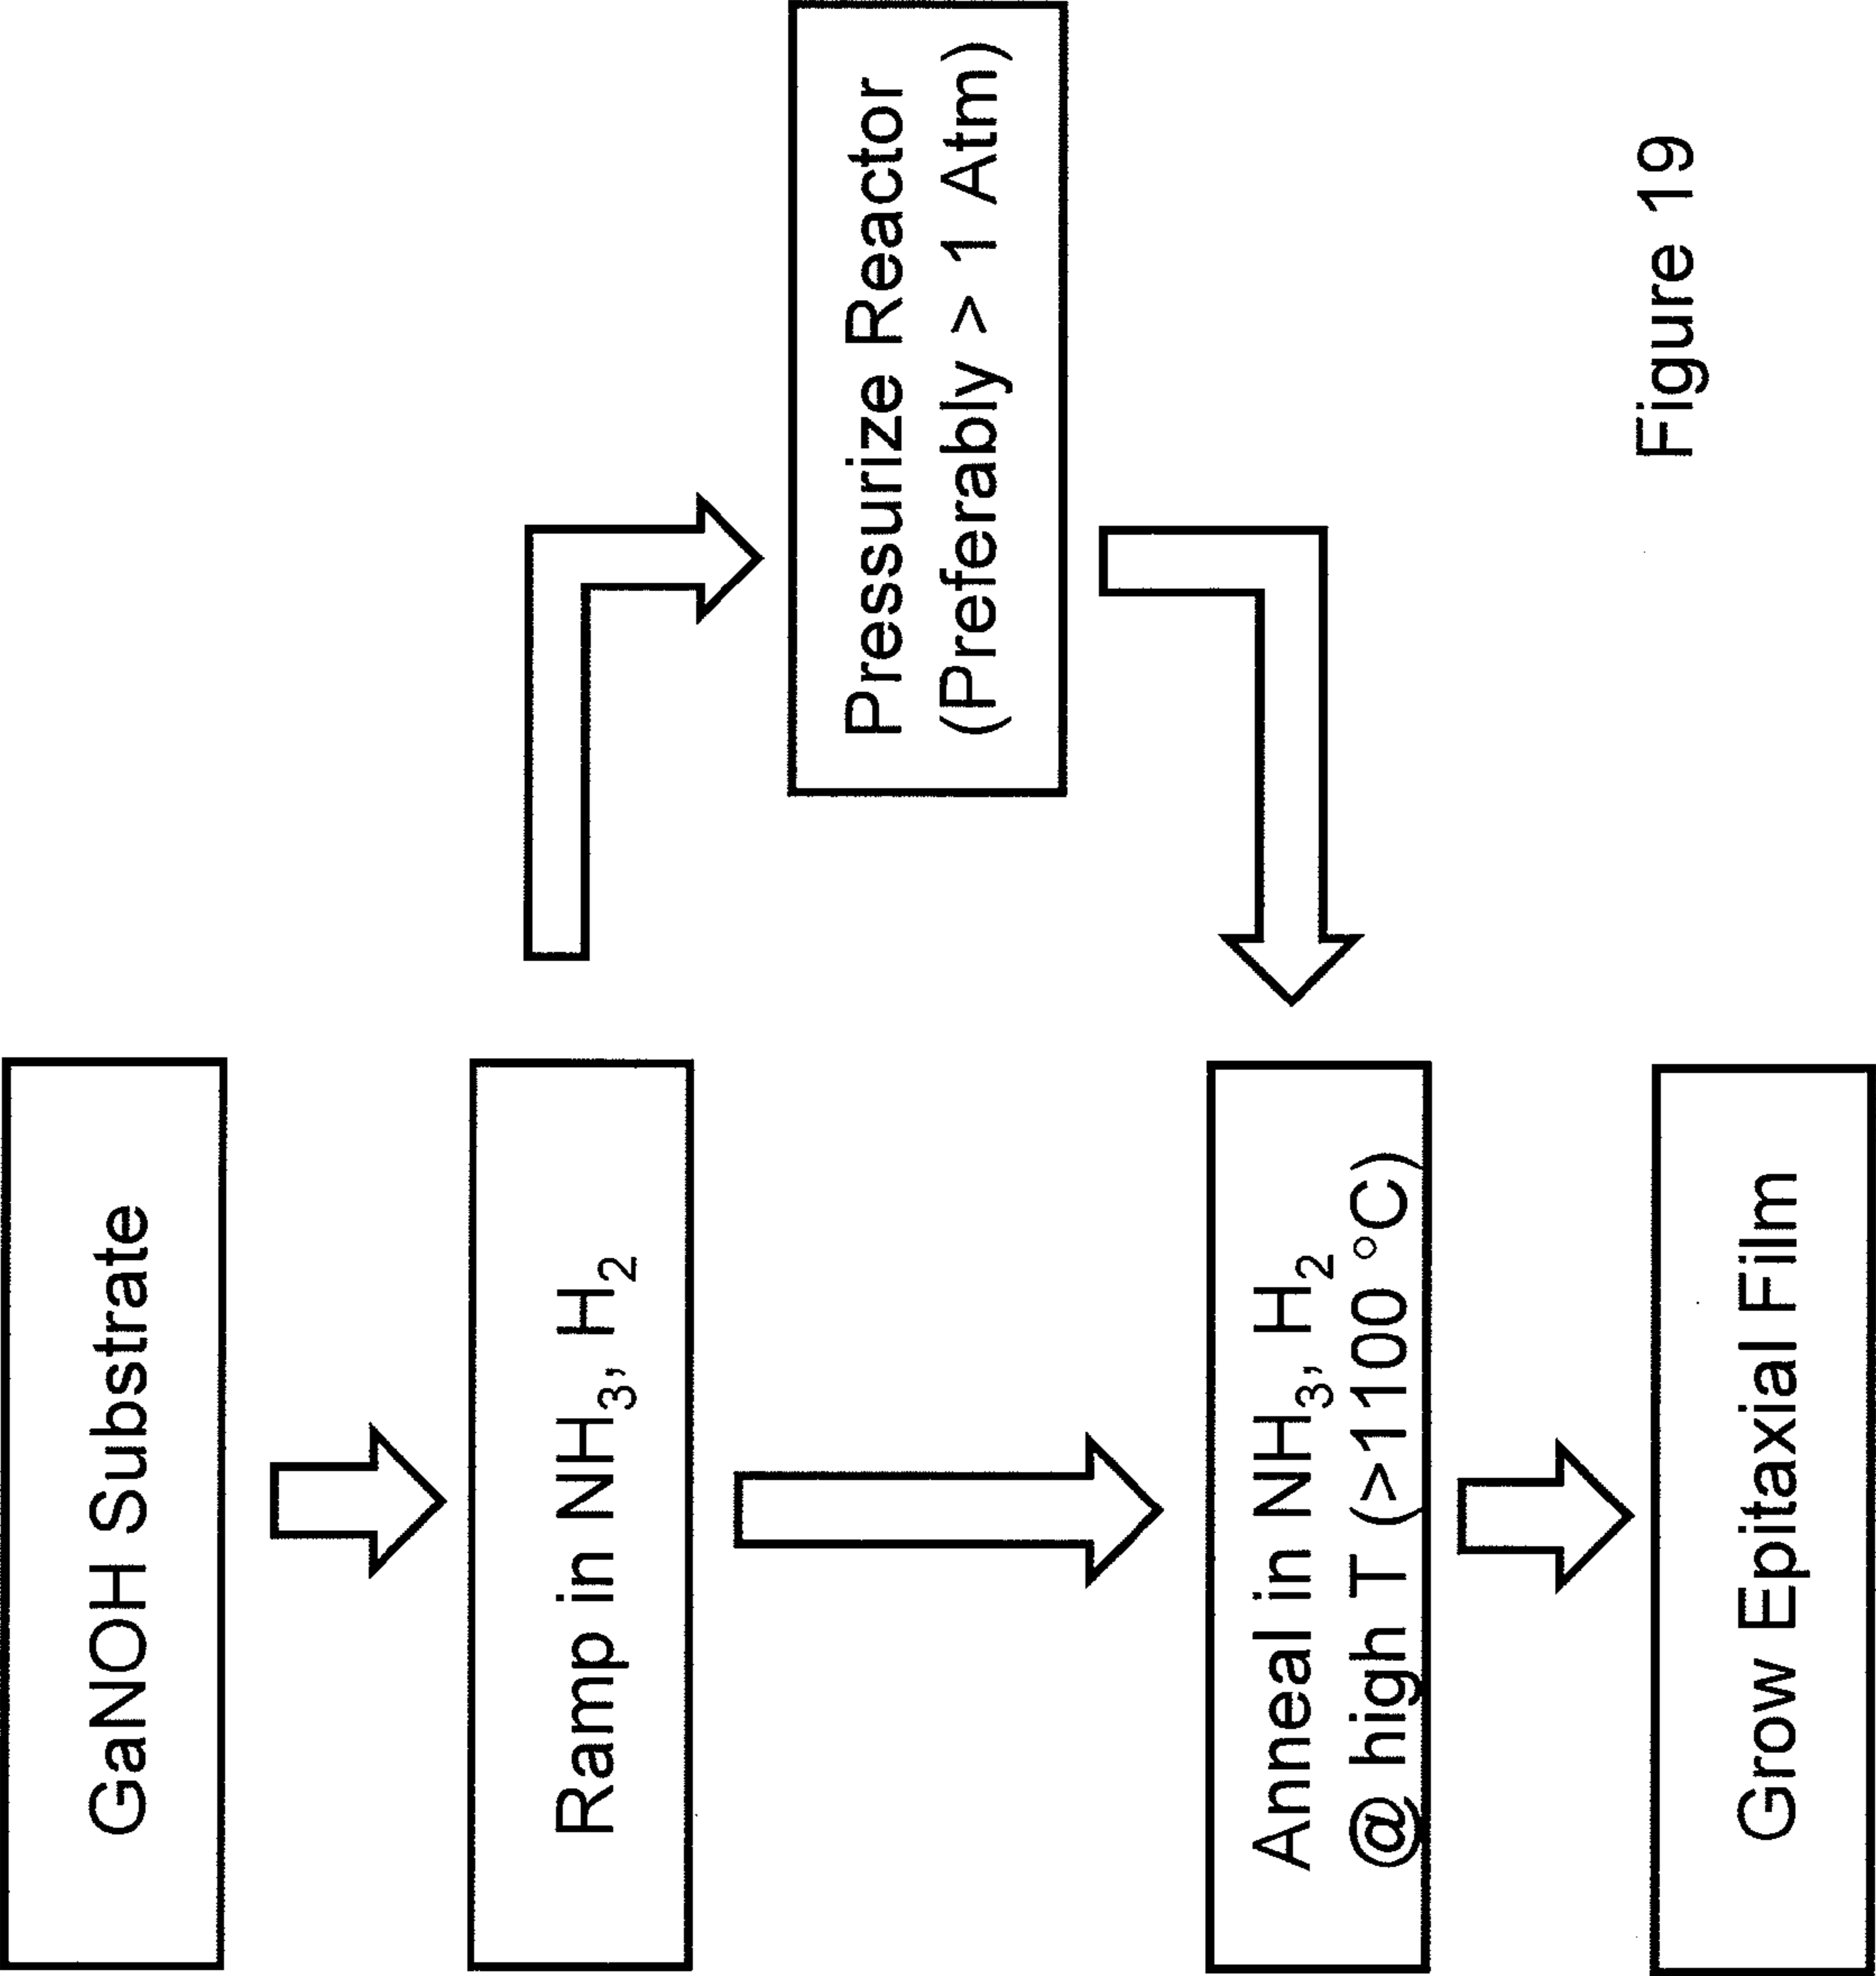 GaNOH Substrate
Ramp in NH₃, H₂
Pressurize Reactor
(Preferably > 1 Atm)
Anneal in NH₃, H₂
@ high T (>1100 °C)
Grow Epitaxial Film
Figure 19